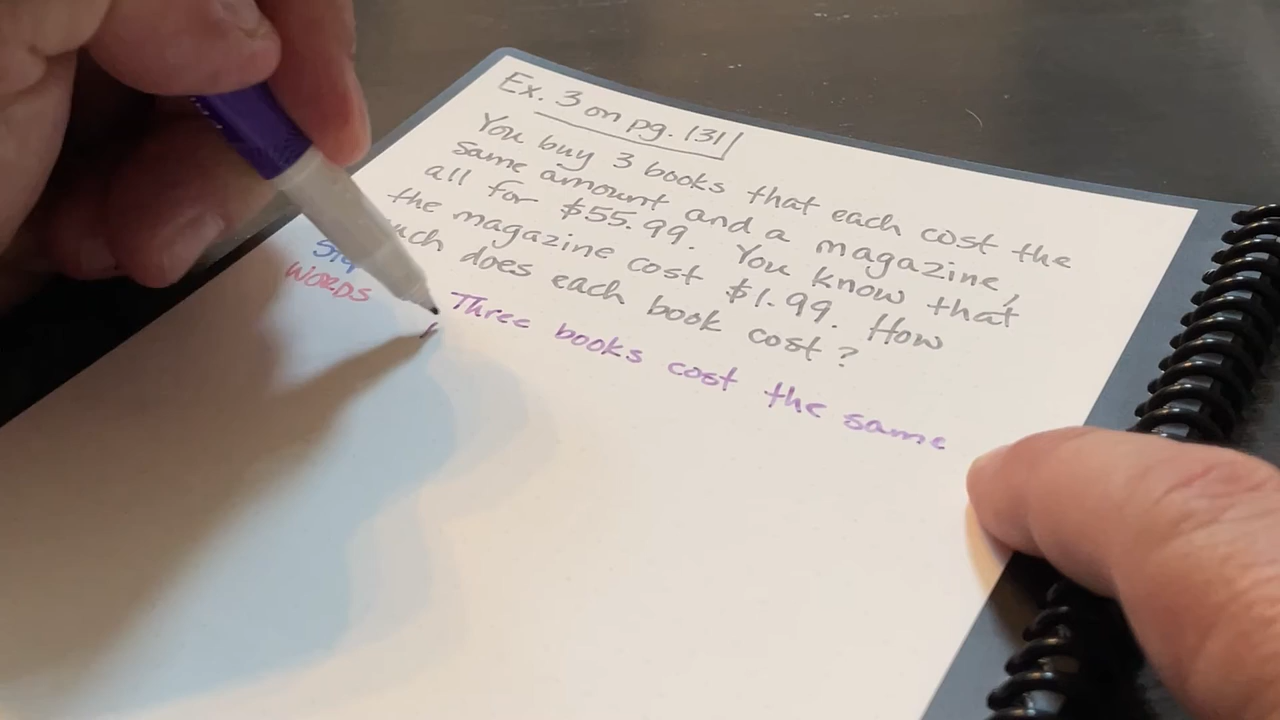 Ex. 3 on pg. 131
You buy 3 books that each cost the
same amount and a magazine,
all for $55.99. You know that
the magazine cost $1.99. How
does each book cost?
WORDS
Three books cost the same